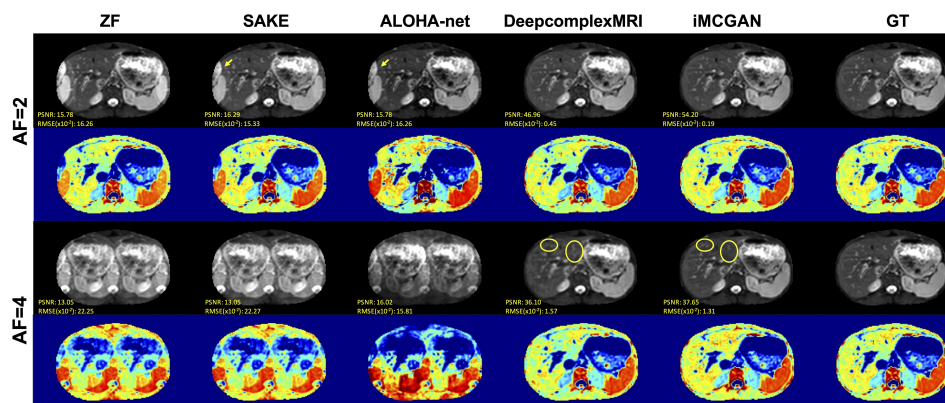 ZF SAKE ALOHA-net DeepcomplexMRI iMCGAN GT
AF=2
PSNR: 15.78 PSNR: 16.29 PSNR: 15.78 PSNR: 46.96 PSNR: 54.20
RMSE(x10⁻²): 16.26 RMSE(x10⁻²): 15.33 RMSE(x10⁻²): 16.26 RMSE(x10⁻²): 0.45 RMSE(x10⁻²): 0.19
AF=4
PSNR: 13.05 PSNR: 13.05 PSNR: 16.02 PSNR: 36.10 PSNR: 37.65
RMSE(x10⁻²): 22.25 RMSE(x10⁻²): 22.27 RMSE(x10⁻²): 15.81 RMSE(x10⁻²): 1.57 RMSE(x10⁻²): 1.31